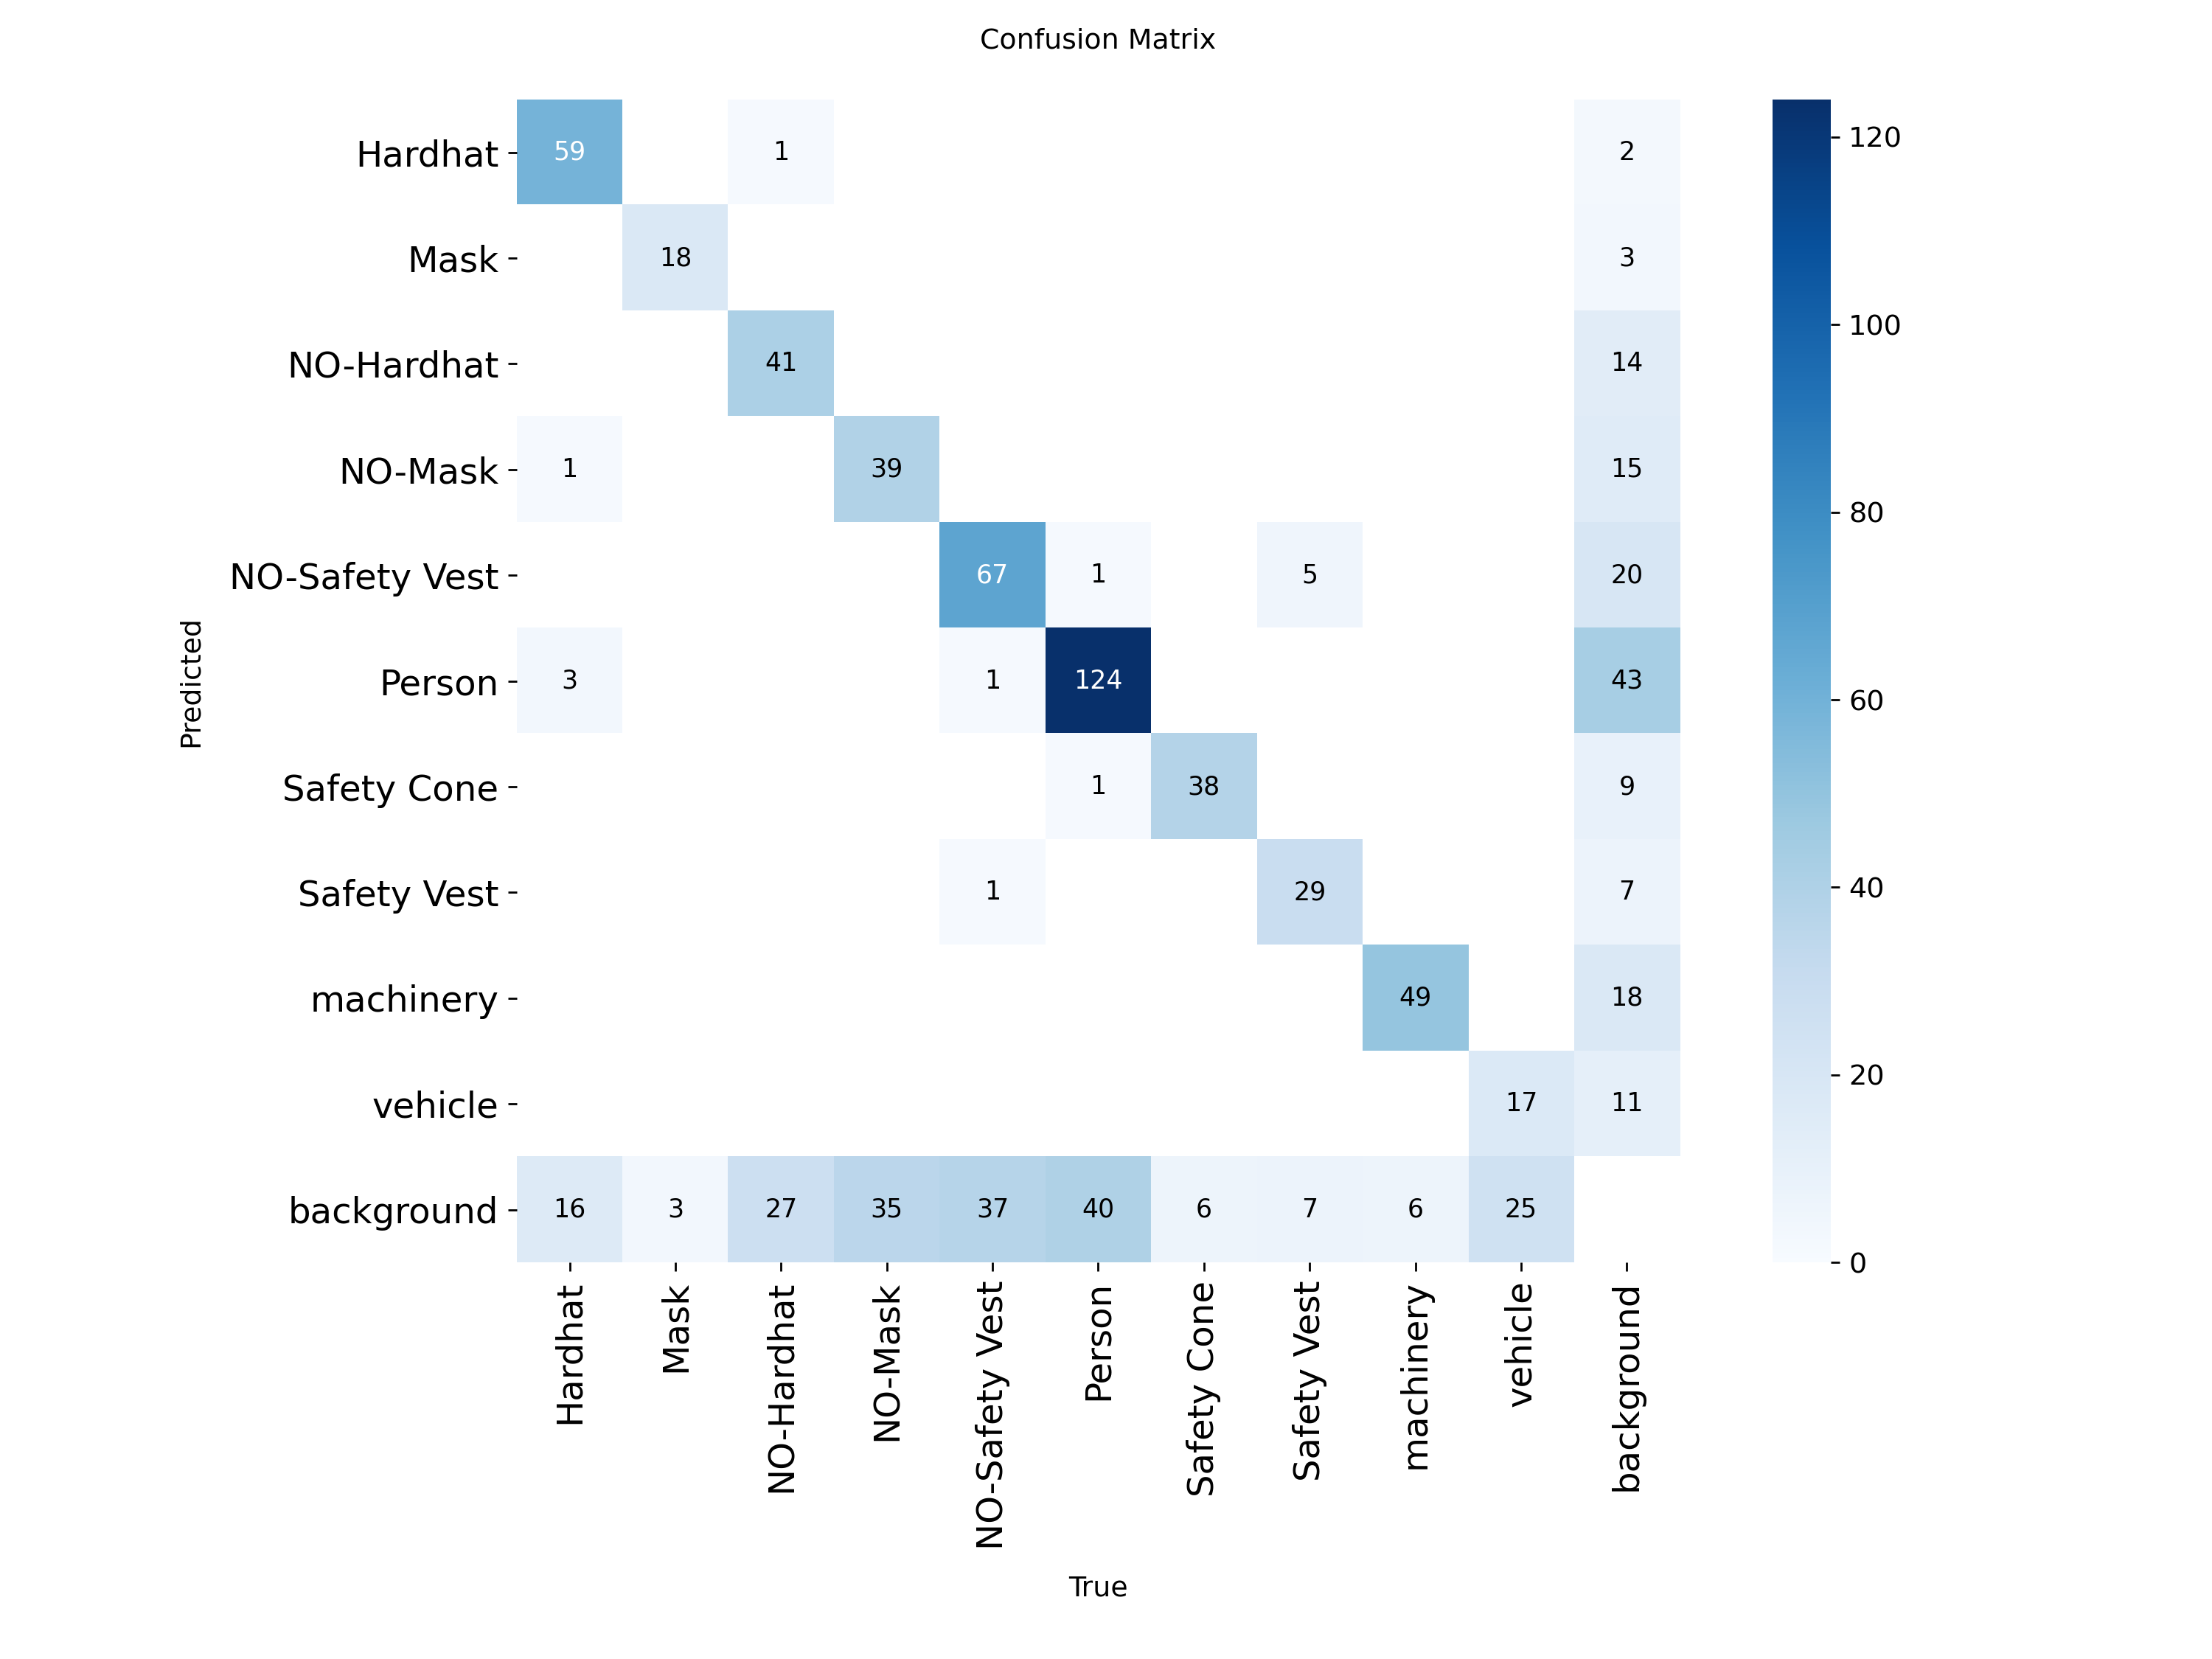 Confusion Matrix
Hardhat 59 1 2 120
Mask 18 3
NO-Hardhat 41 14 100
NO-Mask 1 39 15
NO-Safety Vest 67 1 5 20 80
Person 3 1 124 43 60
Safety Cone 1 38 9
Safety Vest 1 29 7 40
machinery 49 18
vehicle 17 11 20
background 16 3 27 35 37 40 6 7 6 25 0
Predicted
Hardhat
Mask
NO-Hardhat
NO-Mask
NO-Safety Vest
Person
Safety Cone
Safety Vest
machinery
vehicle
background
True